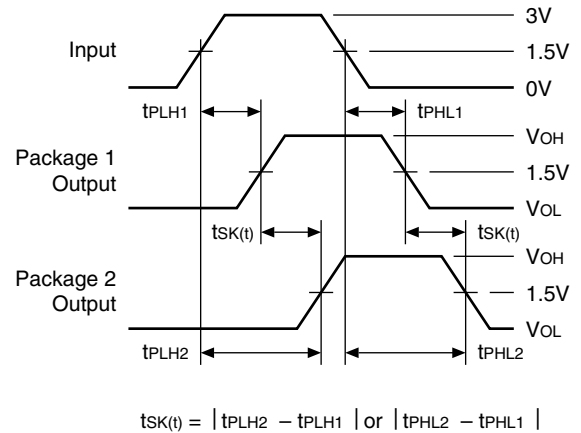 3V
Input
1.5V
0V
tPLH1
tPHL1
VOH
Package 1
Output
1.5V
VOL
tSK(t)
tSK(t)
VOH
Package 2
Output
1.5V
VOL
tPLH2
tPHL2
tSK(t) = | tPLH2 – tPLH1 | or | tPHL2 – tPHL1 |